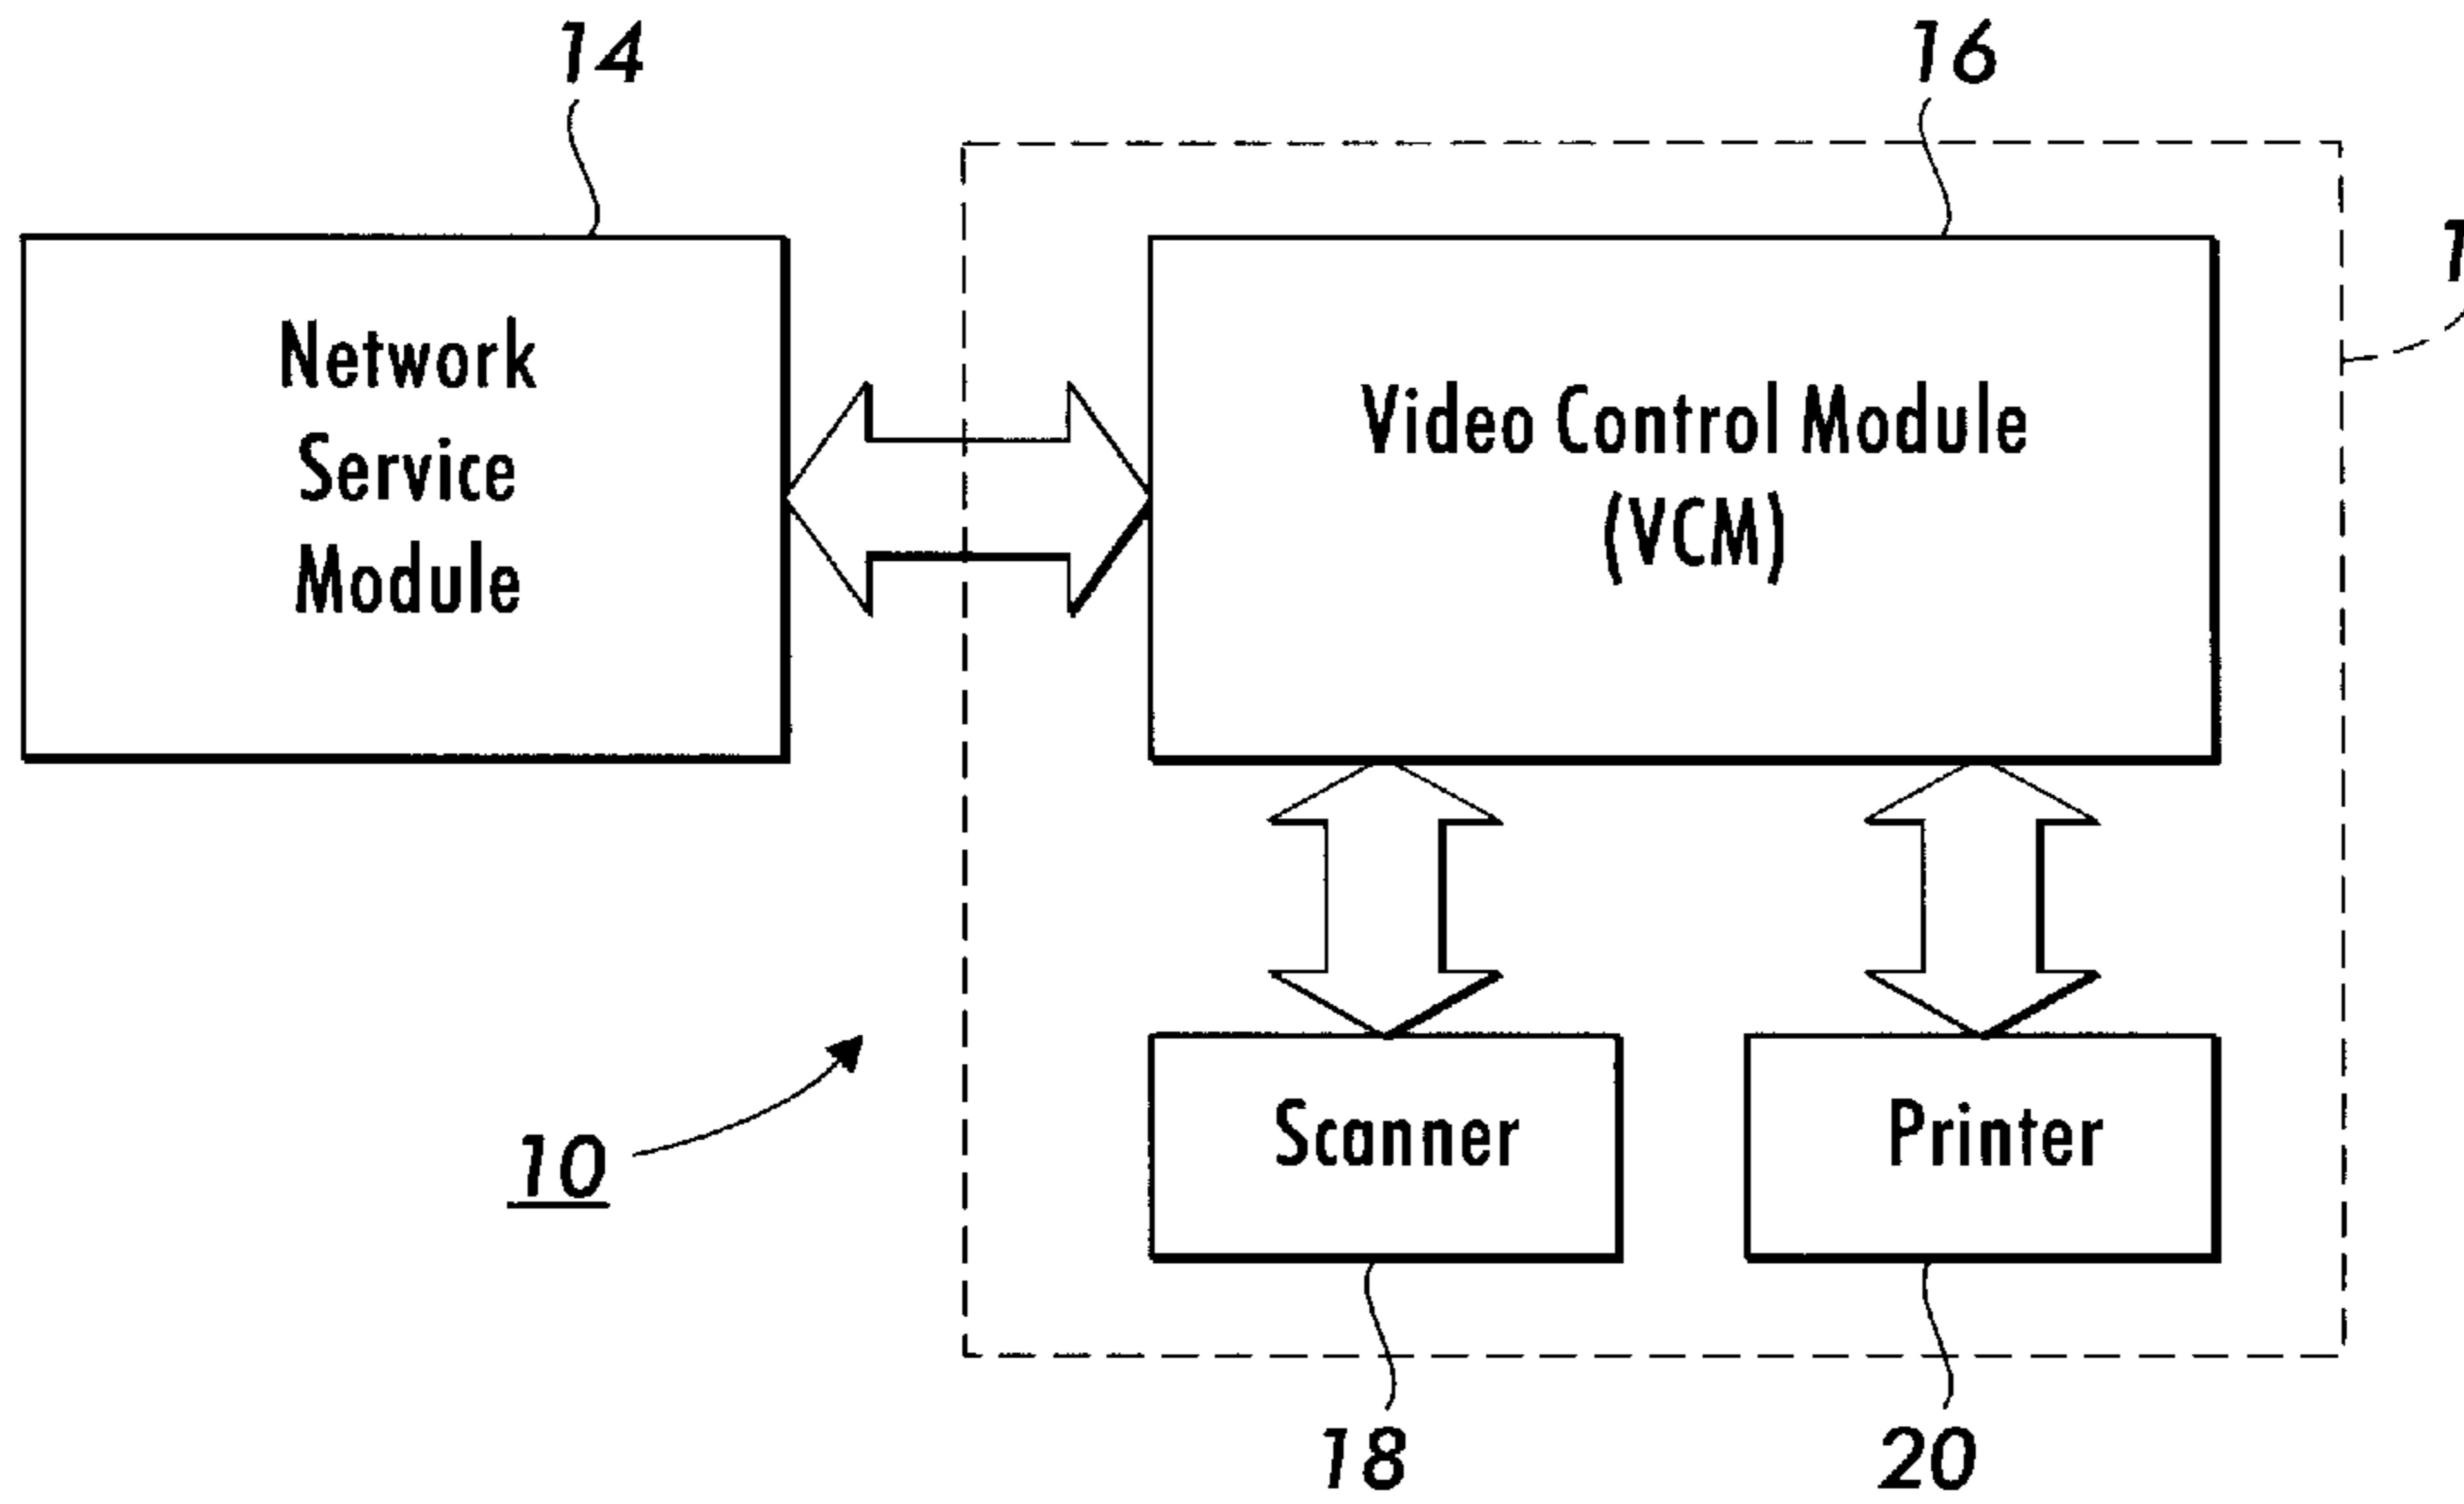 14
16
Network
Service
Module
Video Control Module
(VCM)
Scanner
Printer
10
18
20